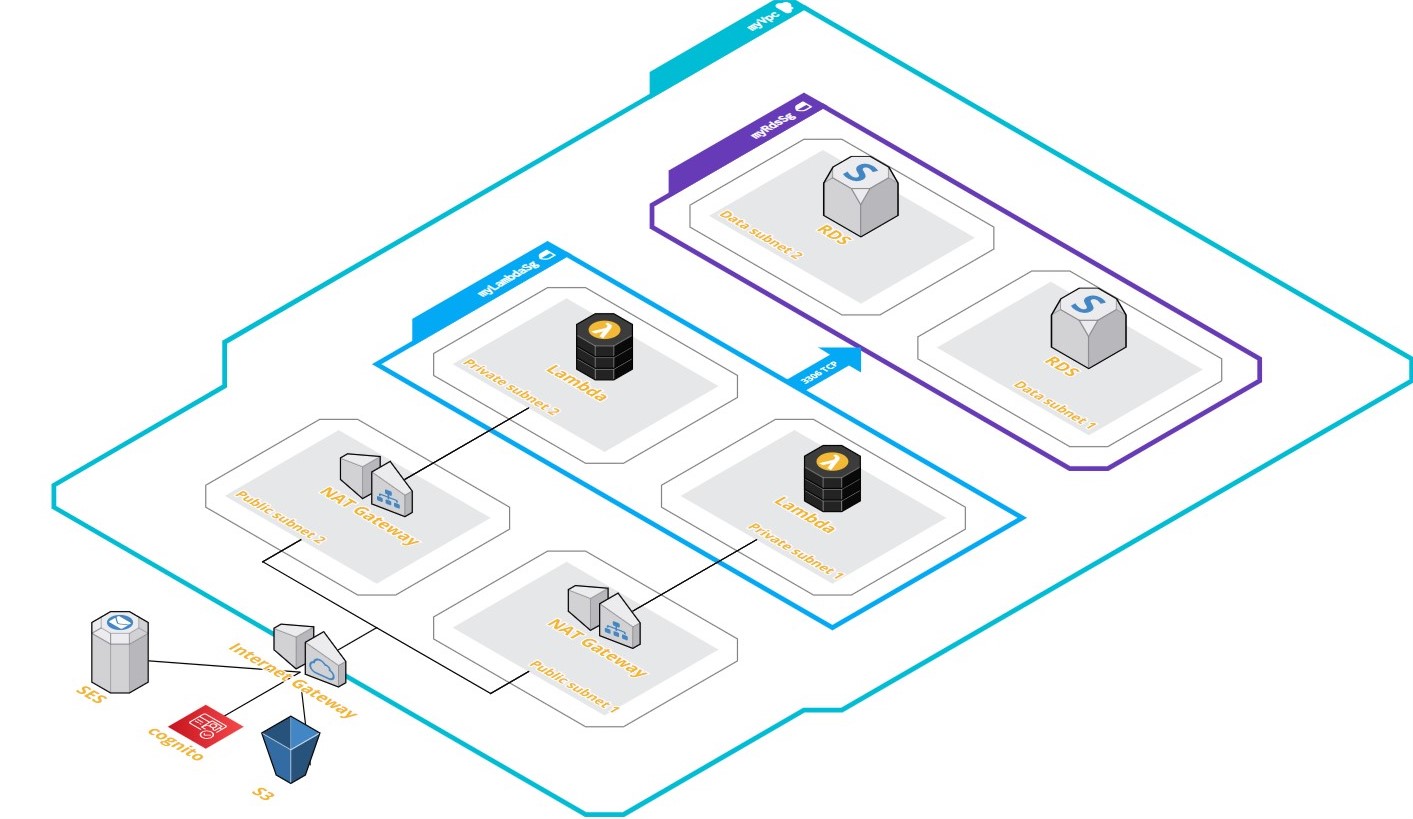 myVpc
myRdsSg
Data subnet 2
RDS
myLambdaSg
RDS
Data subnet 1
Lambda
Private subnet 2
3306 TCP
NAT Gateway
Public subnet 2
Lambda
Private subnet 1
NAT Gateway
Public subnet 1
Internet Gateway
SES
cognito
S3